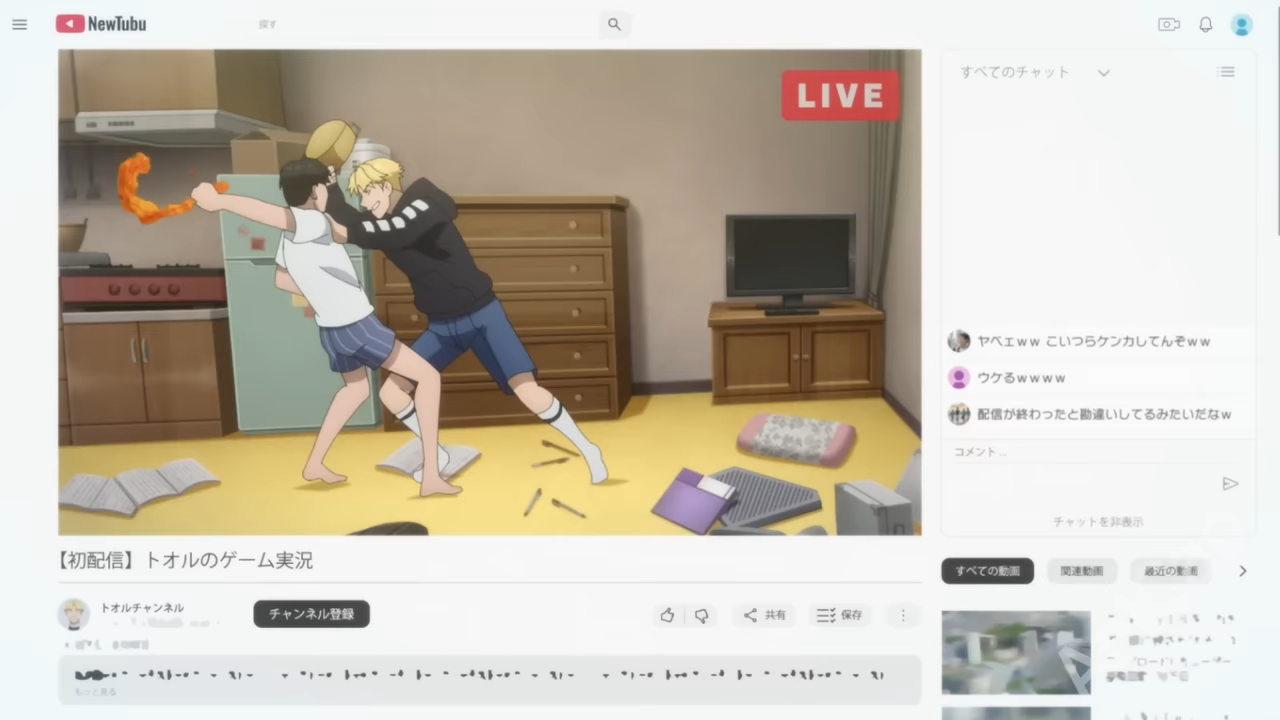 NewTubu
探す
LIVE
すべてのチャット
ヤベェｗｗ こいつらケンカしてんぞｗｗ
ウケるｗｗｗｗ
配信が終わったと勘違いしてるみたいだなｗ
コメント...
チャットを非表示
【初配信】トオルのゲーム実況
トオルチャンネル
チャンネル登録
共有
保存
もっと見る
すべての動画
関連動画
最近の動画